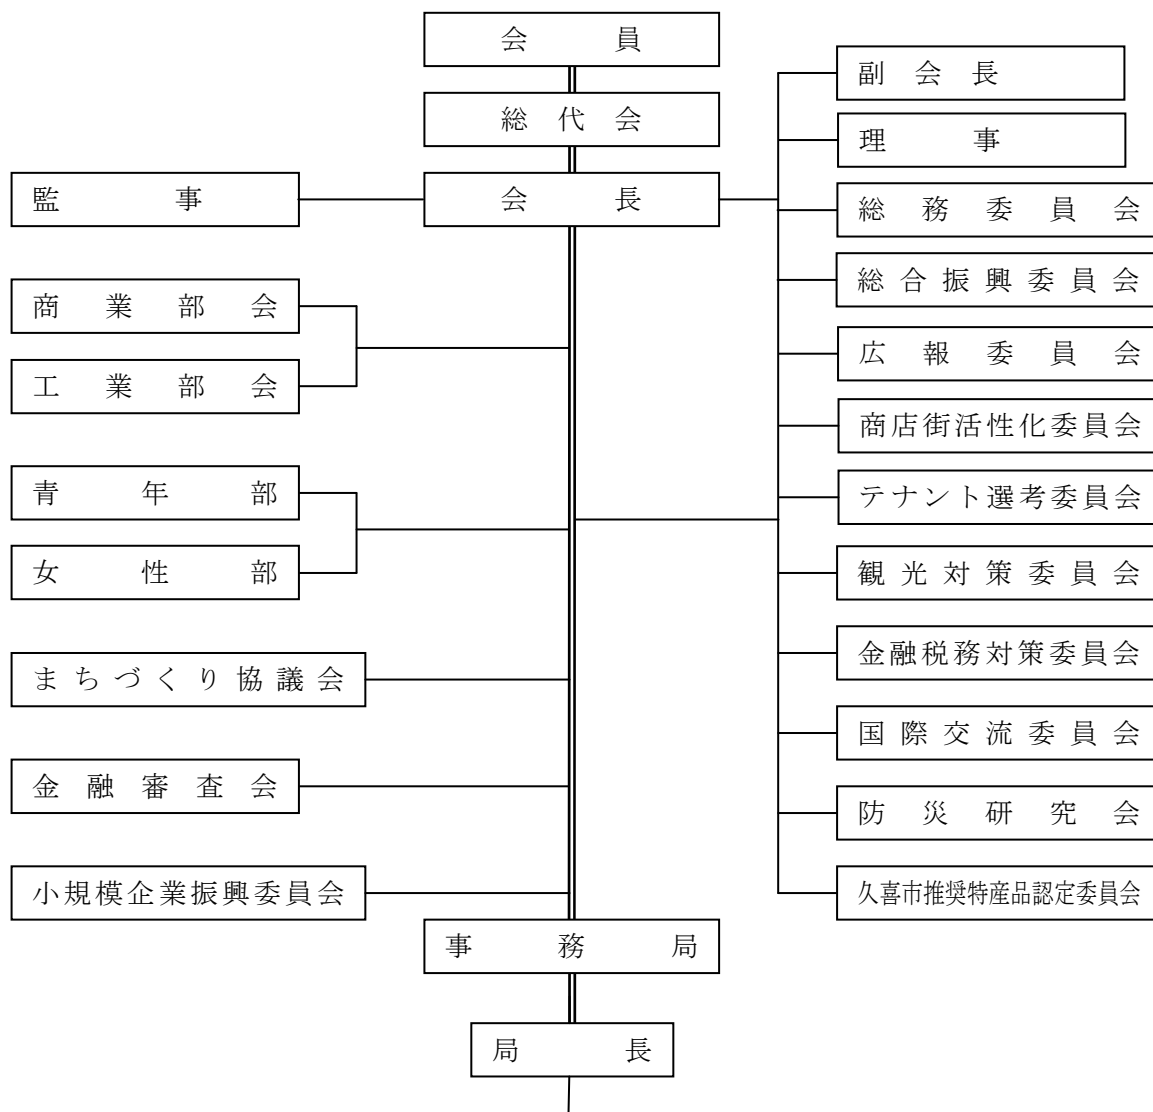 会員
総代会
会長
監事
商業部会
工業部会
青年部
女性部
まちづくり協議会
金融審査会
小規模企業振興委員会
副会長
理事
総務委員会
総合振興委員会
広報委員会
商店街活性化委員会
テナント選考委員会
観光対策委員会
金融税務対策委員会
国際交流委員会
防災研究会
久喜市推奨特産品認定委員会
事務局
局長